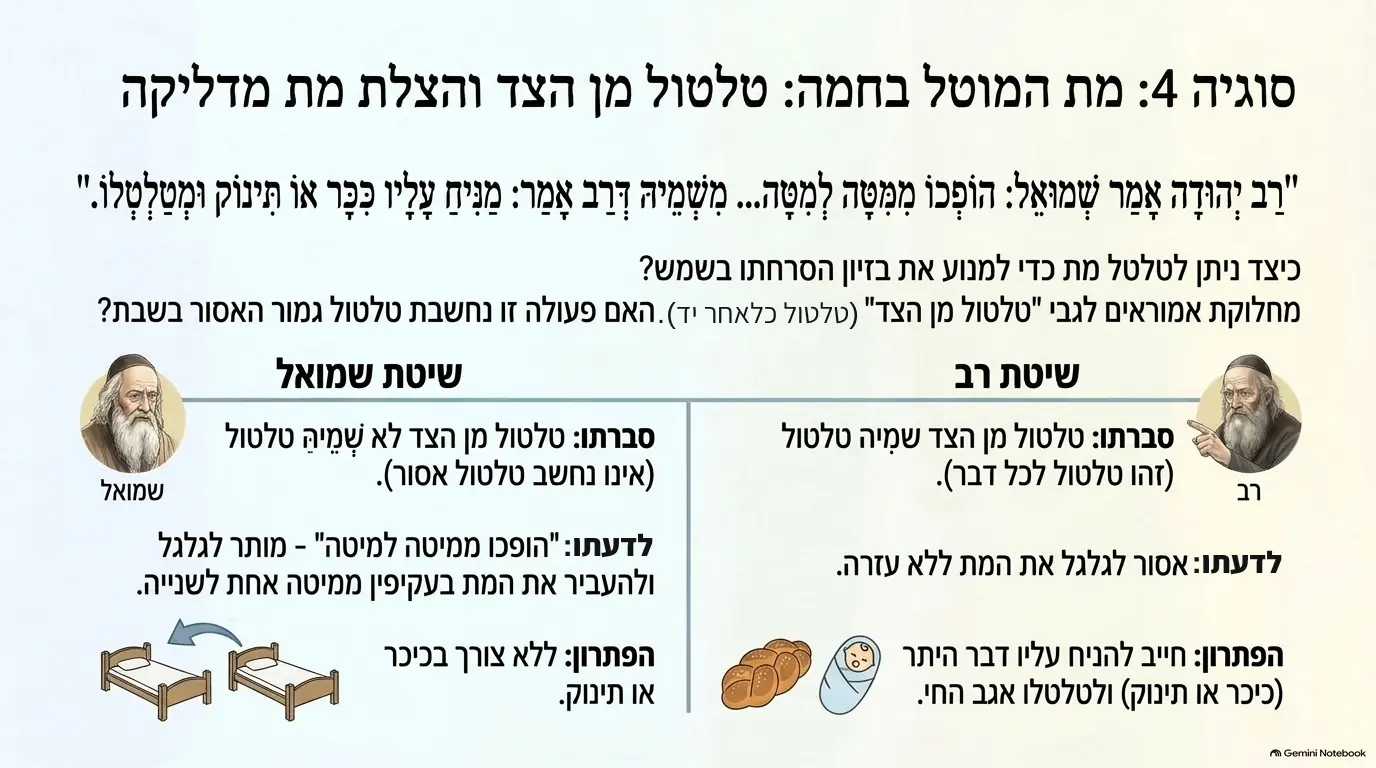 סוגיה 4: מת המוטל בחמה: טלטול מן הצד והצלת מת מדליקה
"רַב יְהוּדָה אָמַר שְׁמוּאֵל: הוֹפְכוֹ מִמִּטָּה לְמִטָּה... מִשְּׁמֵיהּ דְּרַב אָמַר: מַנִּיחַ עָלָיו כִּכָּר אוֹ תִּינוֹק וּמְטַלְטְלוֹ."
כיצד ניתן לטלטל מת כדי למנוע את בזיון הסרחתו בשמש?
מחלוקת אמוראים לגבי "טלטול מן הצד" (טלטול כלאחר יד). האם פעולה זו נחשבת טלטול גמור האסור בשבת?
שיטת רב
רב
סברתו: טלטול מן הצד שמִיה טלטול
(זהו טלטול לכל דבר).
לדעתו: אסור לגלגל את המת ללא עזרה.
הפתרון: חייב להניח עליו דבר היתר
(כיכר או תינוק) ולטלטלו אגב החי.
שיטת שמואל
שמואל
סברתו: טלטול מן הצד לא שְׁמֵיהּ טלטול
(אינו נחשב טלטול אסור).
לדעתו: "הופכו ממיטה למיטה" – מותר לגלגל
ולהעביר את המת בעקיפין ממיטה אחת לשנייה.
הפתרון: ללא צורך בכיכר
או תינוק.
Gemini Notebook